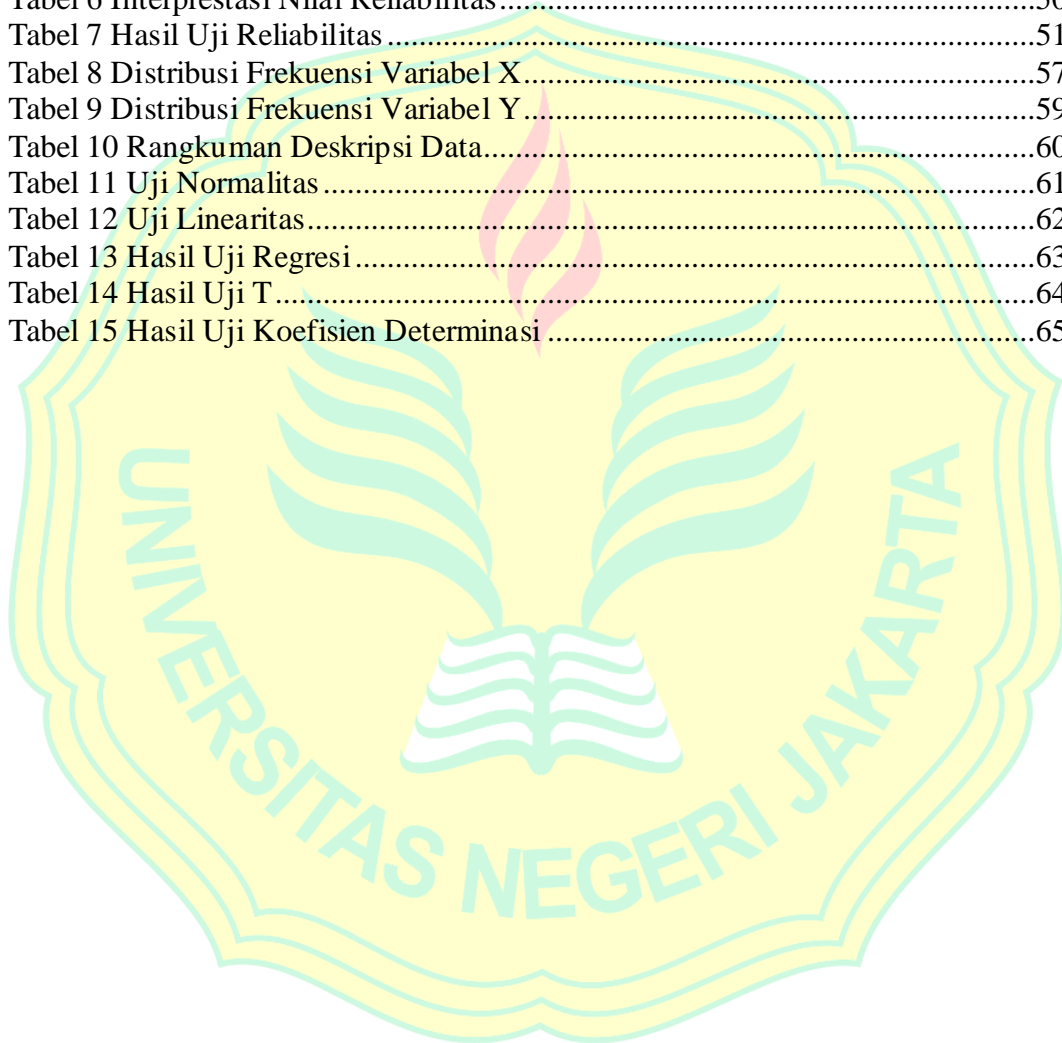 Tabel 6 Interprestasi Nilai Reliabilitas
Tabel 7 Hasil Uji Reliabilitas.....51
Tabel 8 Distribusi Frekuensi Variabel X.....57
Tabel 9 Distribusi Frekuensi Variabel Y.....59
Tabel 10 Rangkuman Deskripsi Data.....60
Tabel 11 Uji Normalitas.....61
Tabel 12 Uji Linearitas.....62
Tabel 13 Hasil Uji Regresi.....63
Tabel 14 Hasil Uji T.....64
Tabel 15 Hasil Uji Koefisien Determinasi.....65
UNIVERSITAS NEGERI JAKARTA